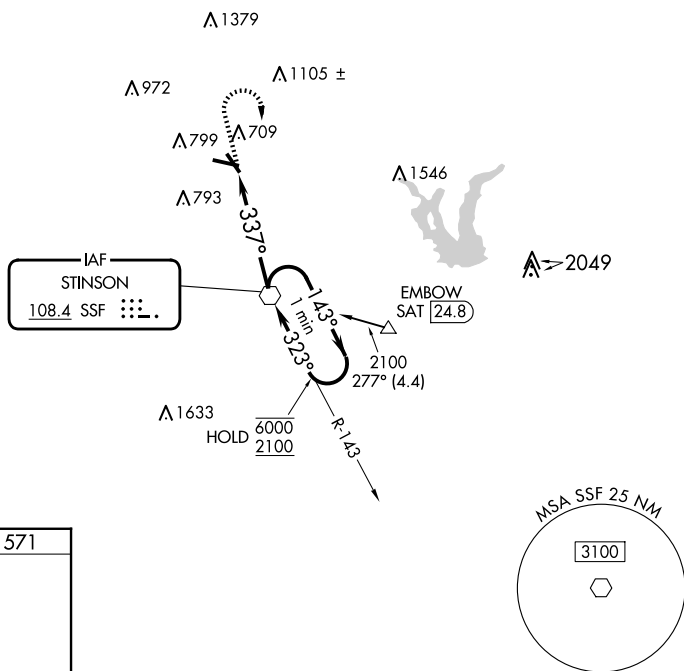 1379
972
1105 ±
799
709
793
1546
337°
IAF
STINSON
108.4 SSF
2049
EMBOW
SAT 24.8
143°
1 min
323°
2100
277° (4.4)
1633
HOLD 6000
2100
R-143
571
MSA SSF 25 NM
3100